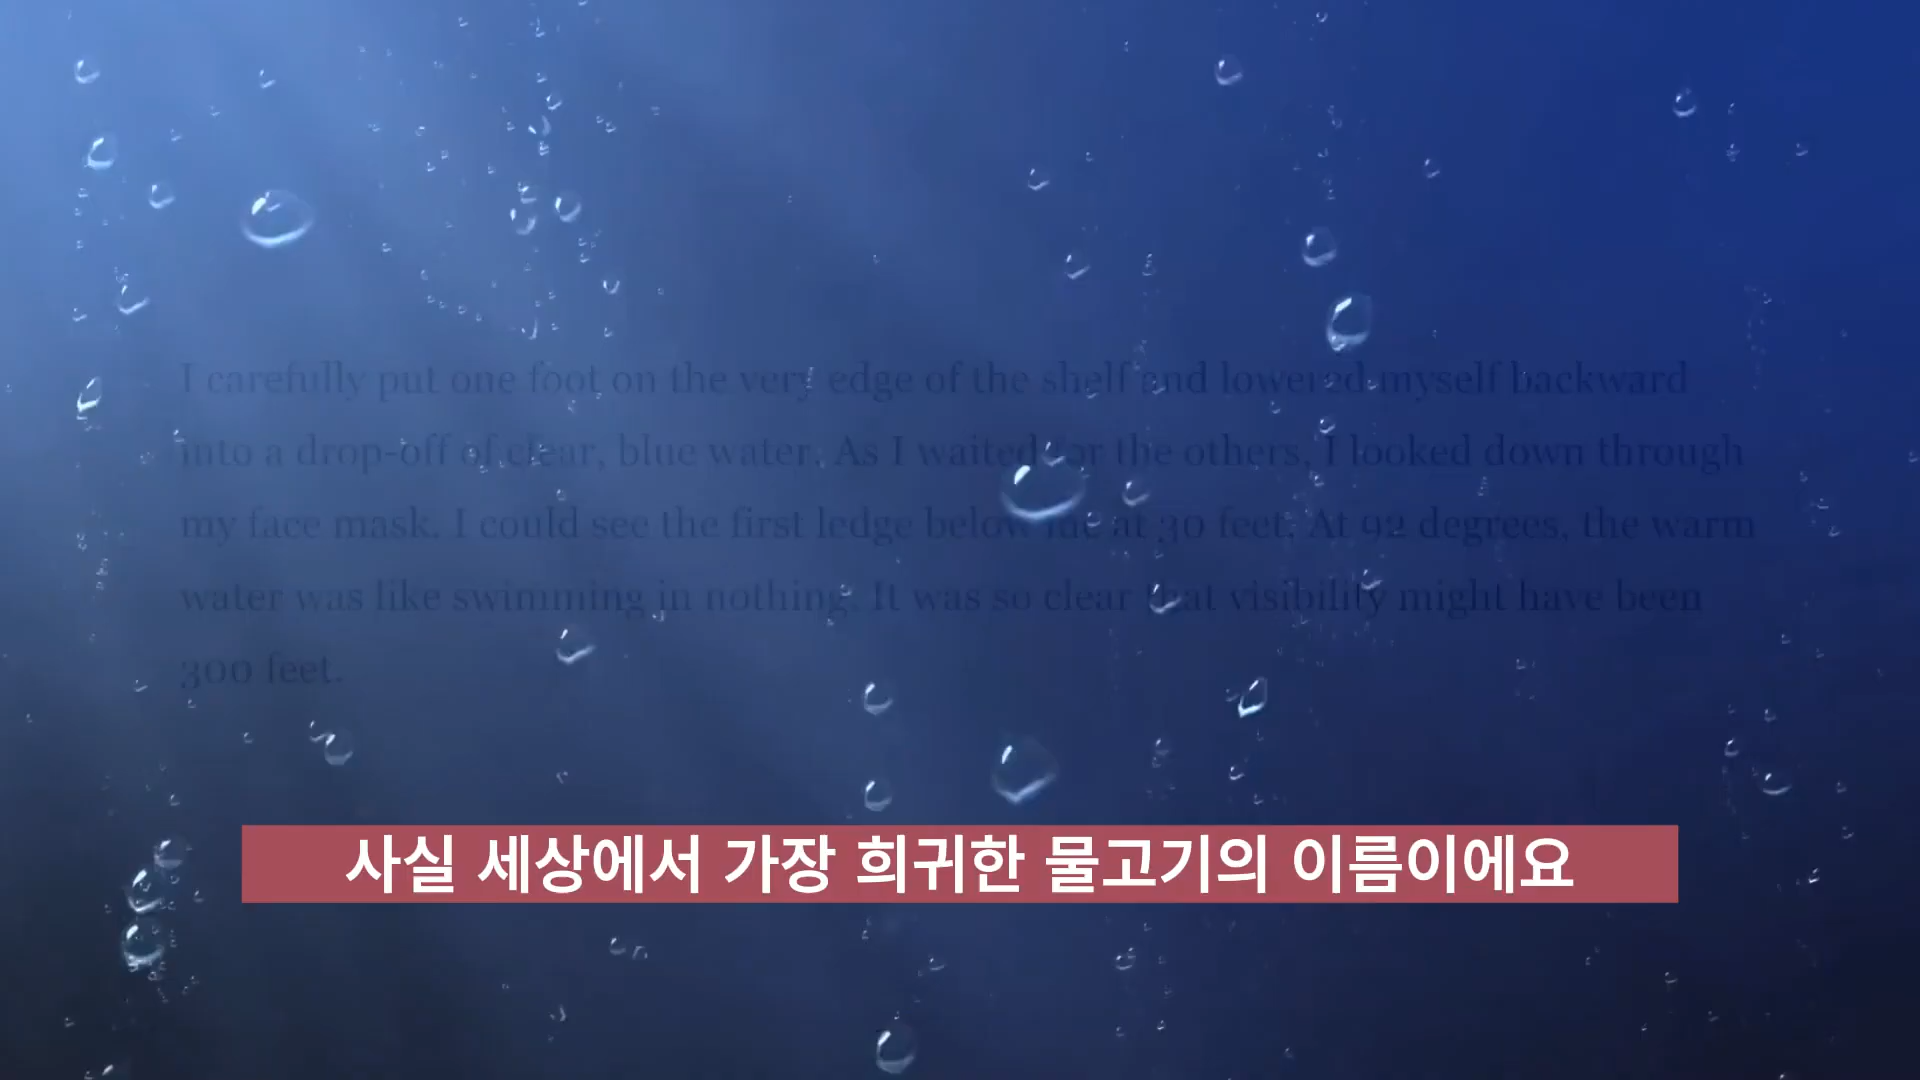 I carefully put one foot on the very edge of the shelf and lowered myself backward
into a drop-off of clear, blue water. As I waited for the others, I looked down through
my face mask. I could see the first ledge below me at 30 feet. At 92 degrees, the warm
water was like swimming in nothing. It was so clear that visibility might have been
300 feet.
사실 세상에서 가장 희귀한 물고기의 이름이에요